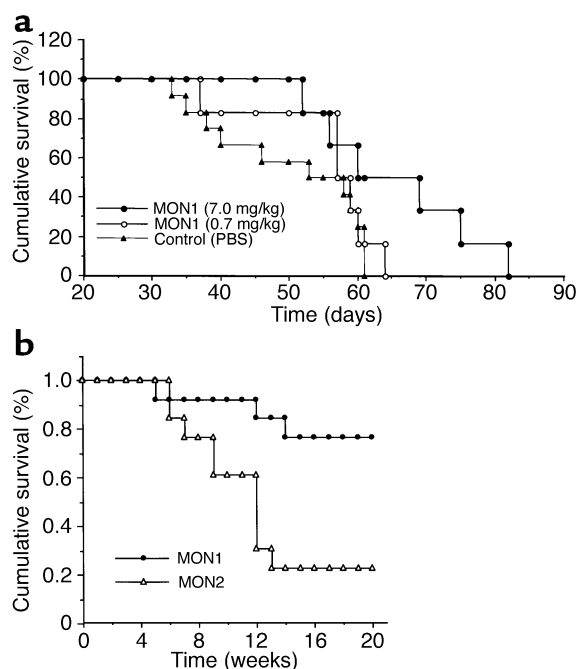 a
Cumulative survival (%)
120
100
80
60
40
20
0
MON1 (7.0 mg/kg)
MON1 (0.7 mg/kg)
Control (PBS)
20 30 40 50 60 70 80 90
Time (days)
b
Cumulative survival (%)
1.0
0.8
0.6
0.4
0.2
0
MON1
MON2
0 4 8 12 16 20
Time (weeks)